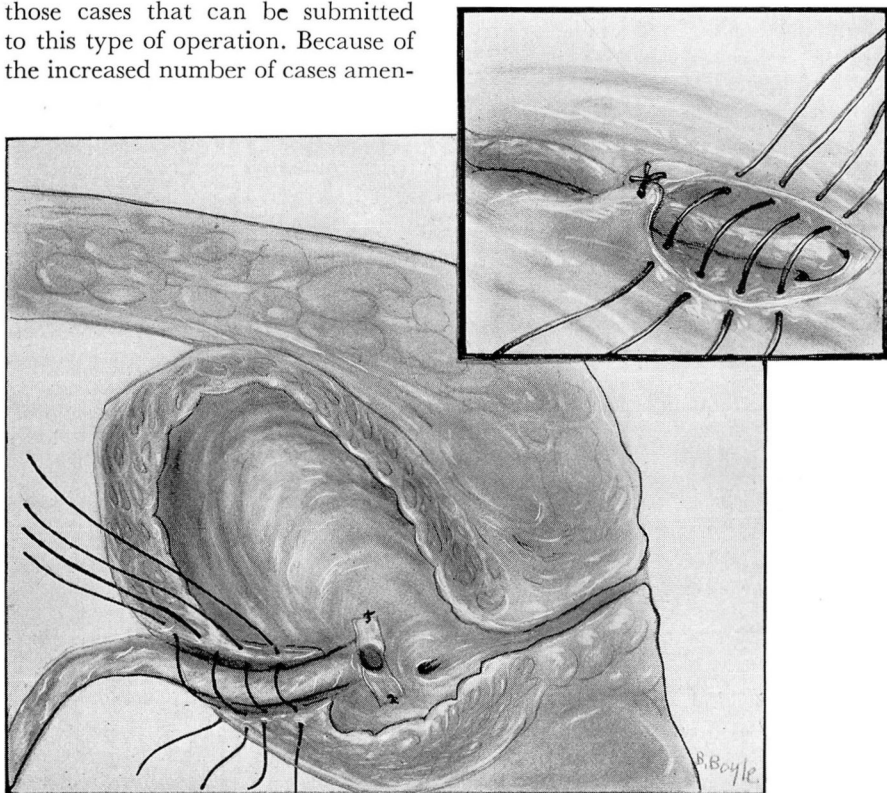 those cases that can be submitted
to this type of operation. Because of
the increased number of cases amen-
B. Boyle.